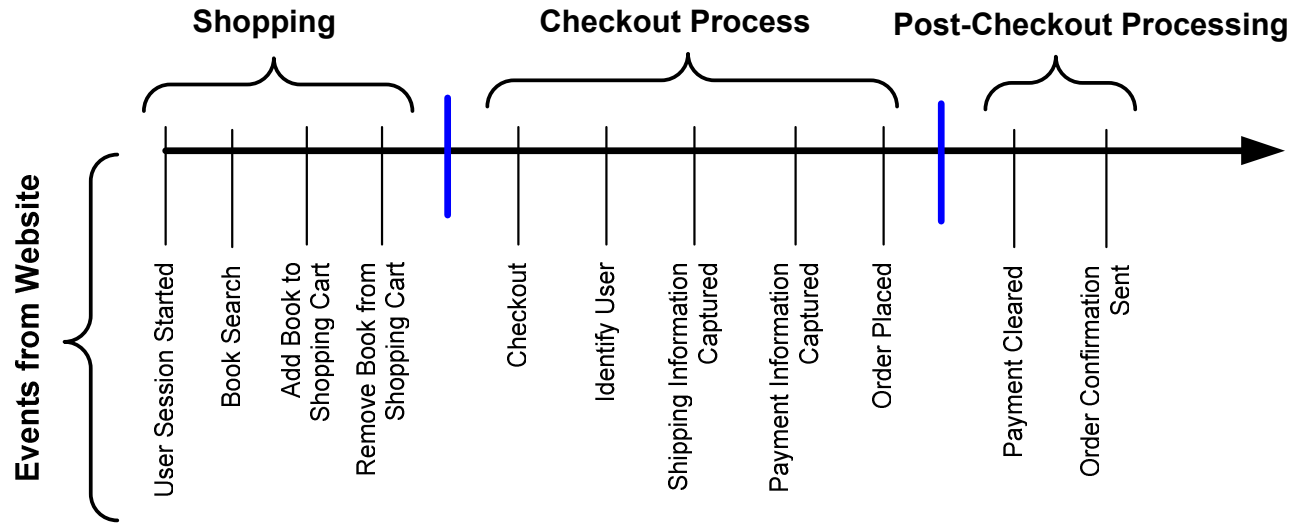 Shopping
Checkout Process
Post-Checkout Processing
Events from Website
User Session Started
Book Search
Add Book to
Shopping Cart
Remove Book from
Shopping Cart
Checkout
Identify User
Shipping Information
Captured
Payment Information
Captured
Order Placed
Payment Cleared
Order Confirmation
Sent